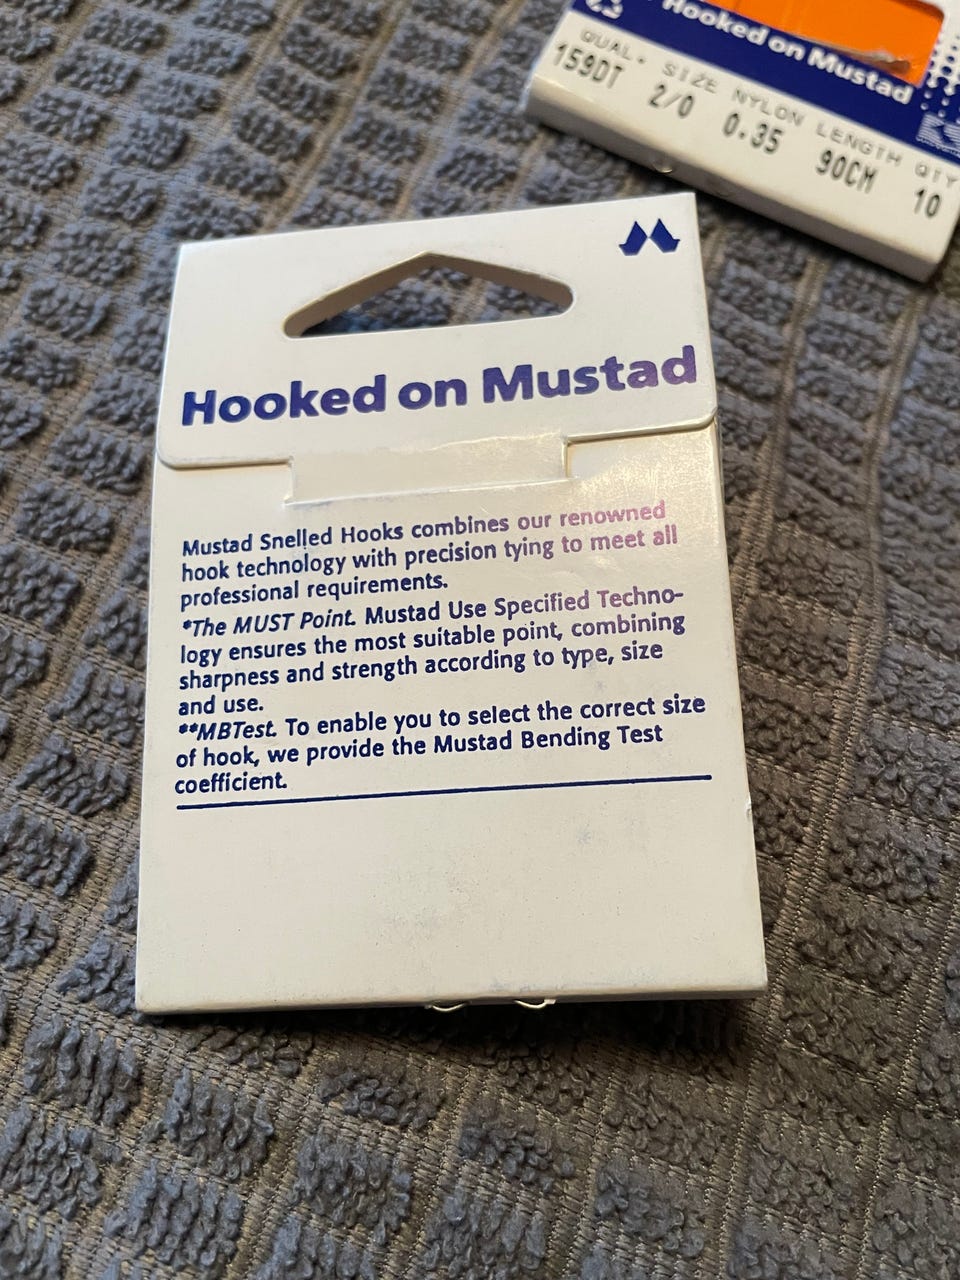 Hooked on Mustad
QUAL* SIZE NYLON LENGTH QTY
159DT 2/0 0.35 90CM 10
Hooked on Mustad
Mustad Snelled Hooks combines our renowned
hook technology with precision tying to meet all
professional requirements.
*The MUST Point. Mustad Use Specified Techno-
logy ensures the most suitable point, combining
sharpness and strength according to type, size
and use.
**MBTest. To enable you to select the correct size
of hook, we provide the Mustad Bending Test
coefficient.